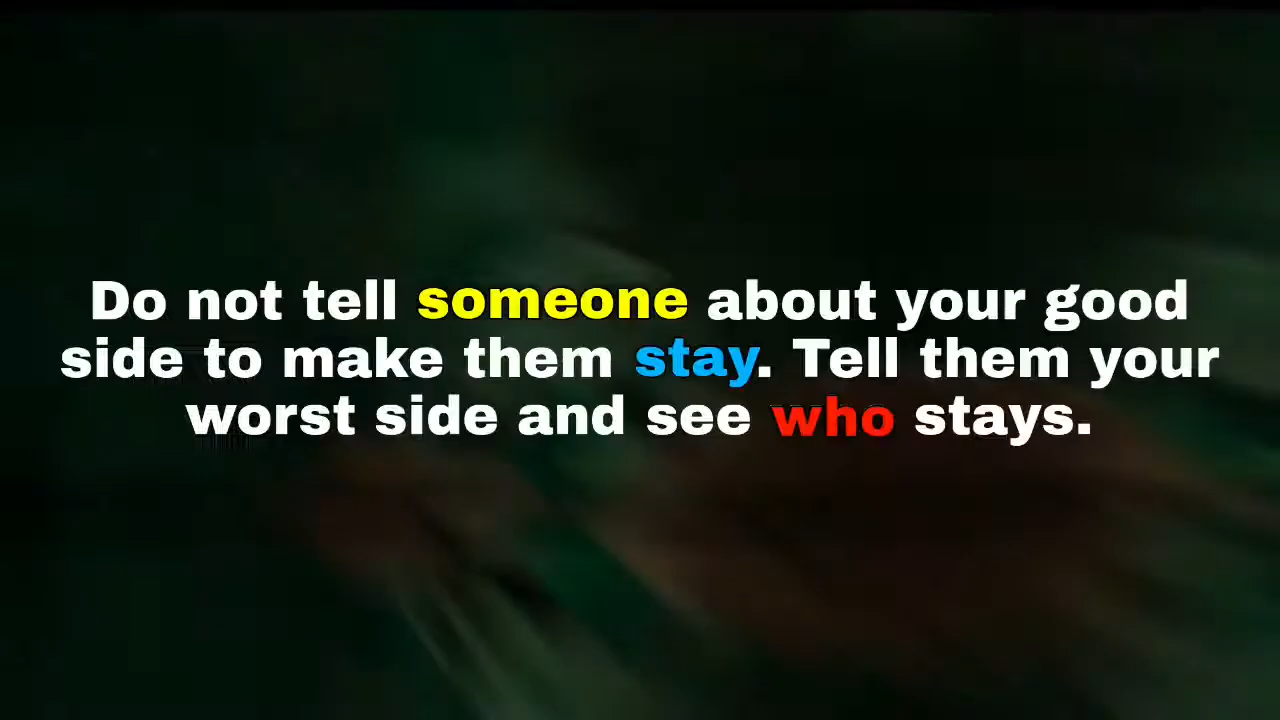 Do not tell someone about your good
side to make them stay. Tell them your
worst side and see who stays.